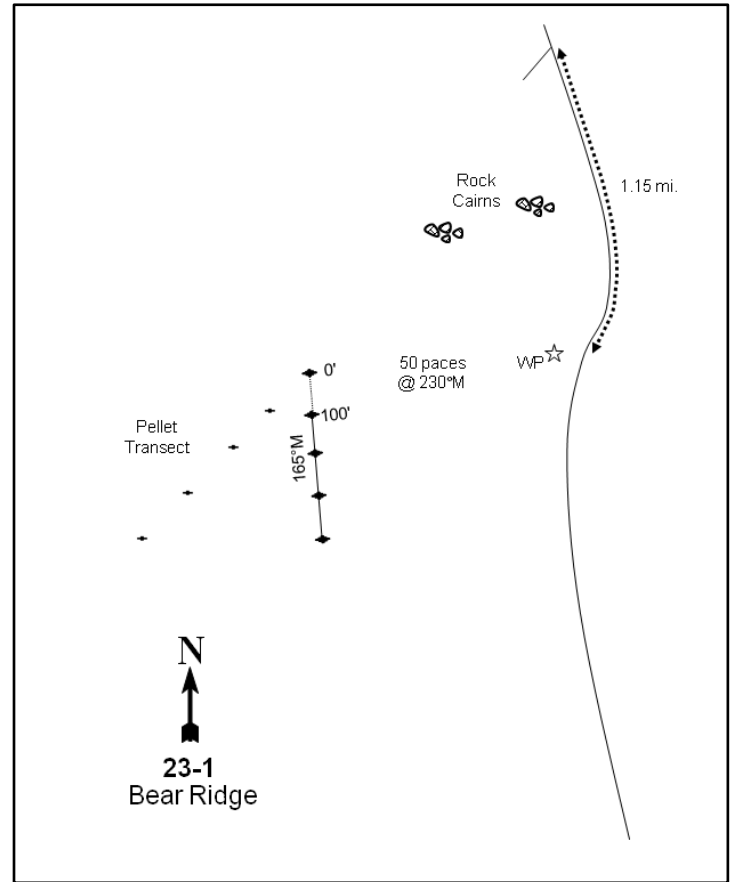 1.15 mi.
Rock
Cairns
50 paces
@ 230°M
WP
0'
100'
165°M
Pellet
Transect
N
23-1
Bear Ridge